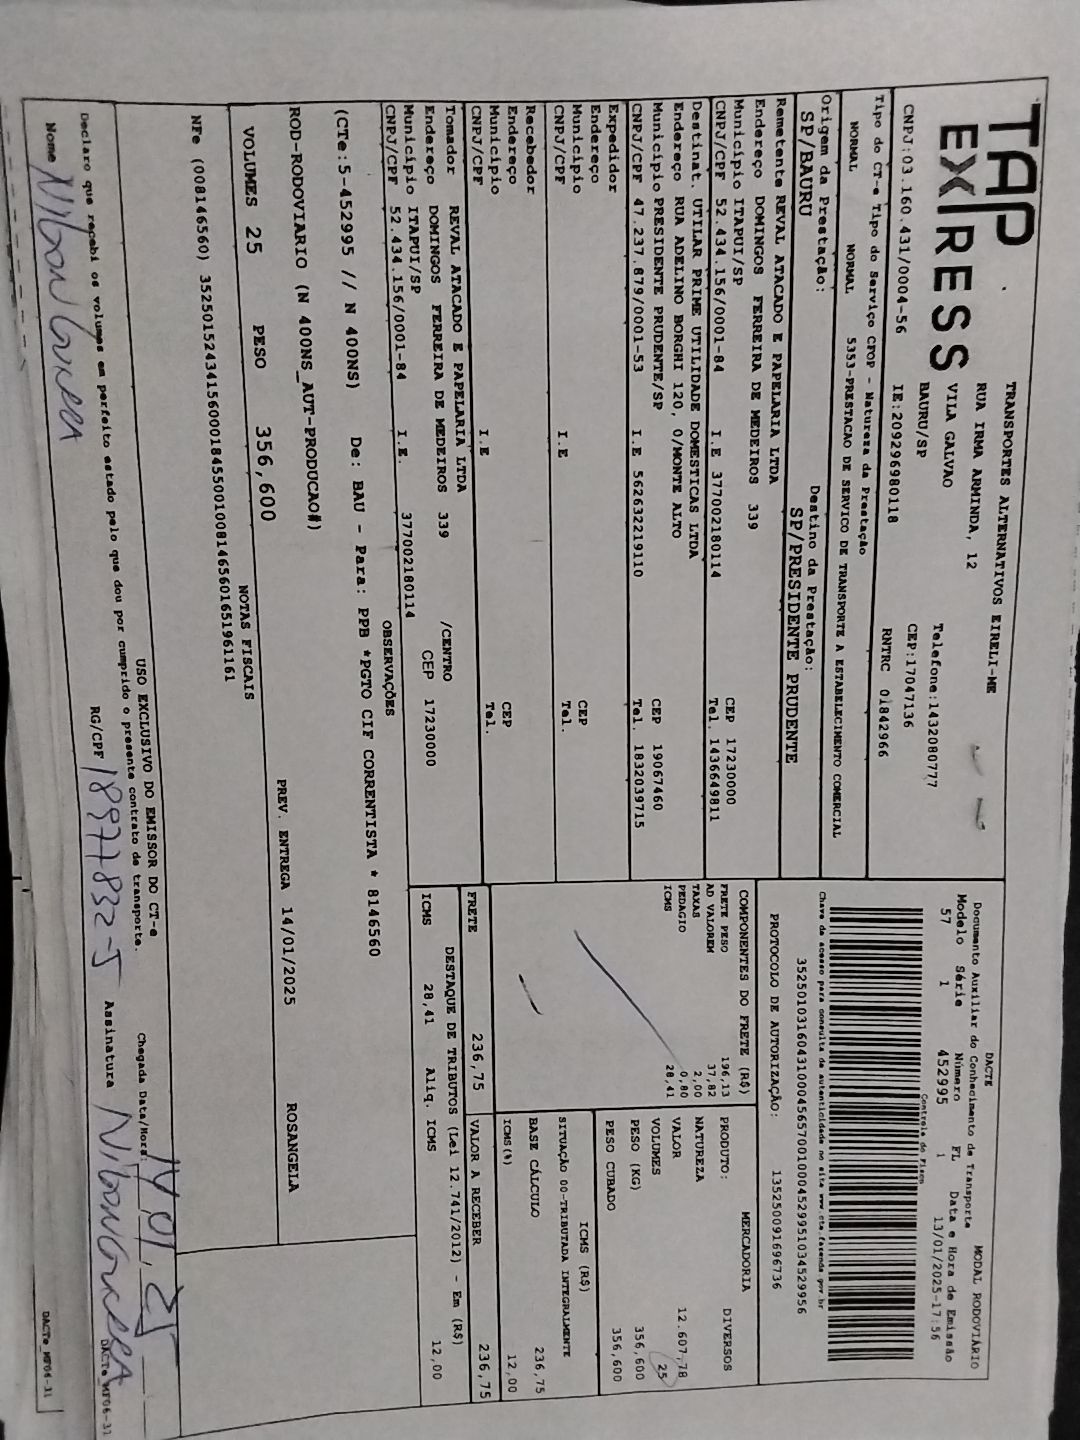 TAP
EXPRESS
TRANSPORTES ALTERNATIVOS EIRELI-ME
RUA IRMA ARMINDA, 12
VILA GALVAO
BAURU/SP
Telefone:1432080777
CEP:17047136
CNPJ:03.160.431/0004-56 IE:209296980118 RNTRC 01842966
DACTE MODAL RODOVIÁRIO
Documento Auxiliar do Conhecimento de Transporte
Modelo Série Número FL Data e Hora de Emissão
57 1 452995 1 13/01/2025-17:56
Controle do Fisco
Chave de acesso para consulta de autenticidade no site www.cte.fazenda.gov.br
35250103160431000456570010004529951034529956
PROTOCOLO DE AUTORIZAÇÃO: 135250091696736
Tipo do CT-e Tipo do Serviço CFOP - Natureza da Prestação
NORMAL NORMAL 5353-PRESTACAO DE SERVICO DE TRANSPORTE A ESTABELECIMENTO COMERCIAL
Origem da Prestação: Destino da Prestação:
SP/BAURU SP/PRESIDENTE PRUDENTE
Remetente REVAL ATACADO E PAPELARIA LTDA
Endereço DOMINGOS FERREIRA DE MEDEIROS 339
Municipio ITAPUI/SP CEP 17230000
CNPJ/CPF 52.434.156/0001-84 I.E 377002180114 Tel. 1436649811
Destinat. UTILAR PRIME UTILIDADE DOMESTICAS LTDA
Endereço RUA ADELINO BORGHI 120, 0/MONTE ALTO
Municipio PRESIDENTE PRUDENTE/SP CEP 19067460
CNPJ/CPF 47.237.879/0001-53 I.E 562632219110 Tel. 1832039715
Expedidor
Endereço
Municipio CEP
CNPJ/CPF I.E Tel.
Recebedor
Endereço
Municipio CEP
CNPJ/CPF I.E Tel.
Tomador REVAL ATACADO E PAPELARIA LTDA
Endereço DOMINGOS FERREIRA DE MEDEIROS 339 /CENTRO
Municipio ITAPUI/SP CEP 17230000
CNPJ/CPF 52.434.156/0001-84 I.E. 377002180114
COMPONENTES DO FRETE (R$)
FRETE PESO 196,13
AD VALOREM 37,82
TAXAS 2,00
PEDAGIO 0,80
ICMS 28,41
MERCADORIA
PRODUTO: DIVERSOS
NATUREZA
VALOR 12.607,78
VOLUMES 25
PESO (KG) 356,600
PESO CUBADO 356,600
ICMS (R$)
SITUAÇÃO 00-TRIBUTADA INTEGRALMENTE
BASE CÁLCULO 236,75
ICMS(%) 12,00
FRETE 236,75 VALOR A RECEBER 236,75
DESTAQUE DE TRIBUTOS (Lei 12.741/2012) - Em (R$)
ICMS 28,41 Aliq. ICMS 12,00
OBSERVAÇÕES
(CTe:5-452995 // N 400NS) De: BAU - Para: PPB *PGTO CIF CORRENTISTA * 8146560
ROD-RODOVIARIO (N 400NS_AUT-PRODUCAO#)
PREV. ENTREGA 14/01/2025 ROSANGELA
VOLUMES 25 PESO 356,600
NOTAS FISCAIS
NFe (008146560) 35250152434156000184550010081465601651961161
USO EXCLUSIVO DO EMISSOR DO CT-e
Declaro que recebi os volumes em perfeito estado pelo que dou por cumprido o presente contrato de transporte.
Chegada Data/Hora:
Nome RG/CPF 18977832-5 Assinatura
DACTe_MF06-31
DACTe_MF06-31